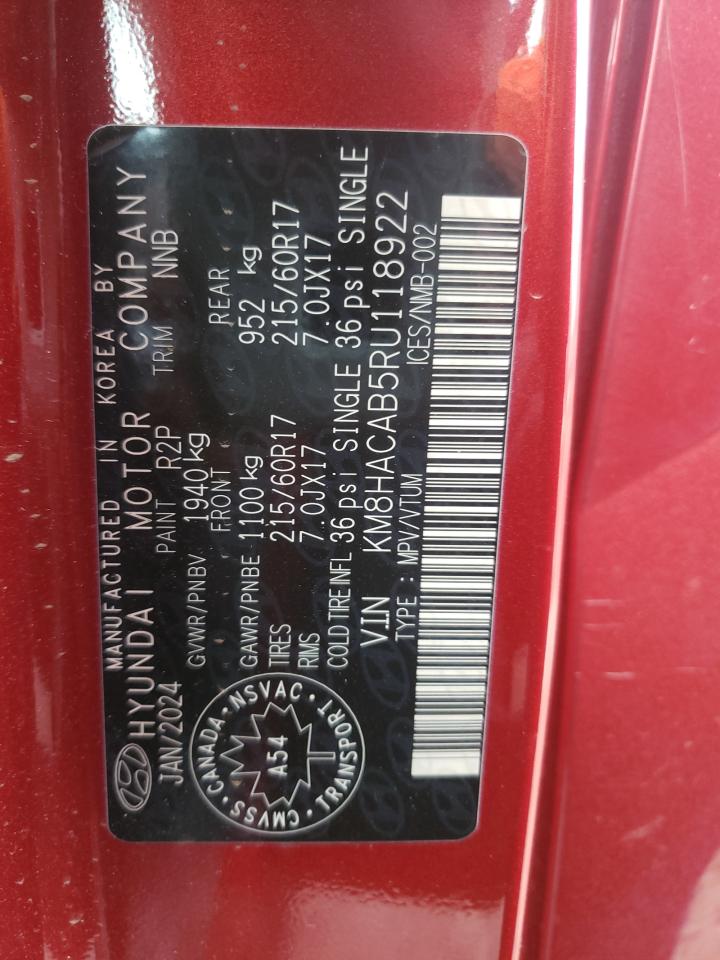 MANUFACTURED IN KOREA BY
HYUNDAI MOTOR COMPANY
JAN/2024 PAINT R2P TRIM NNB
GVWR/PNBV 1940 kg
FRONT REAR
GAWR/PNBE 1100 kg 952 kg
TIRES 215/60R17 215/60R17
RMS 7.0JX17 7.0JX17
COLD TIRE INFL 36 psi SINGLE 36 psi SINGLE
VIN KM8HACAB5RU118922
TYPE : MPV/VTUM ICES/NMB-002
CMVSS · CANADA · NSVAC · TRANSPORT ·
A54